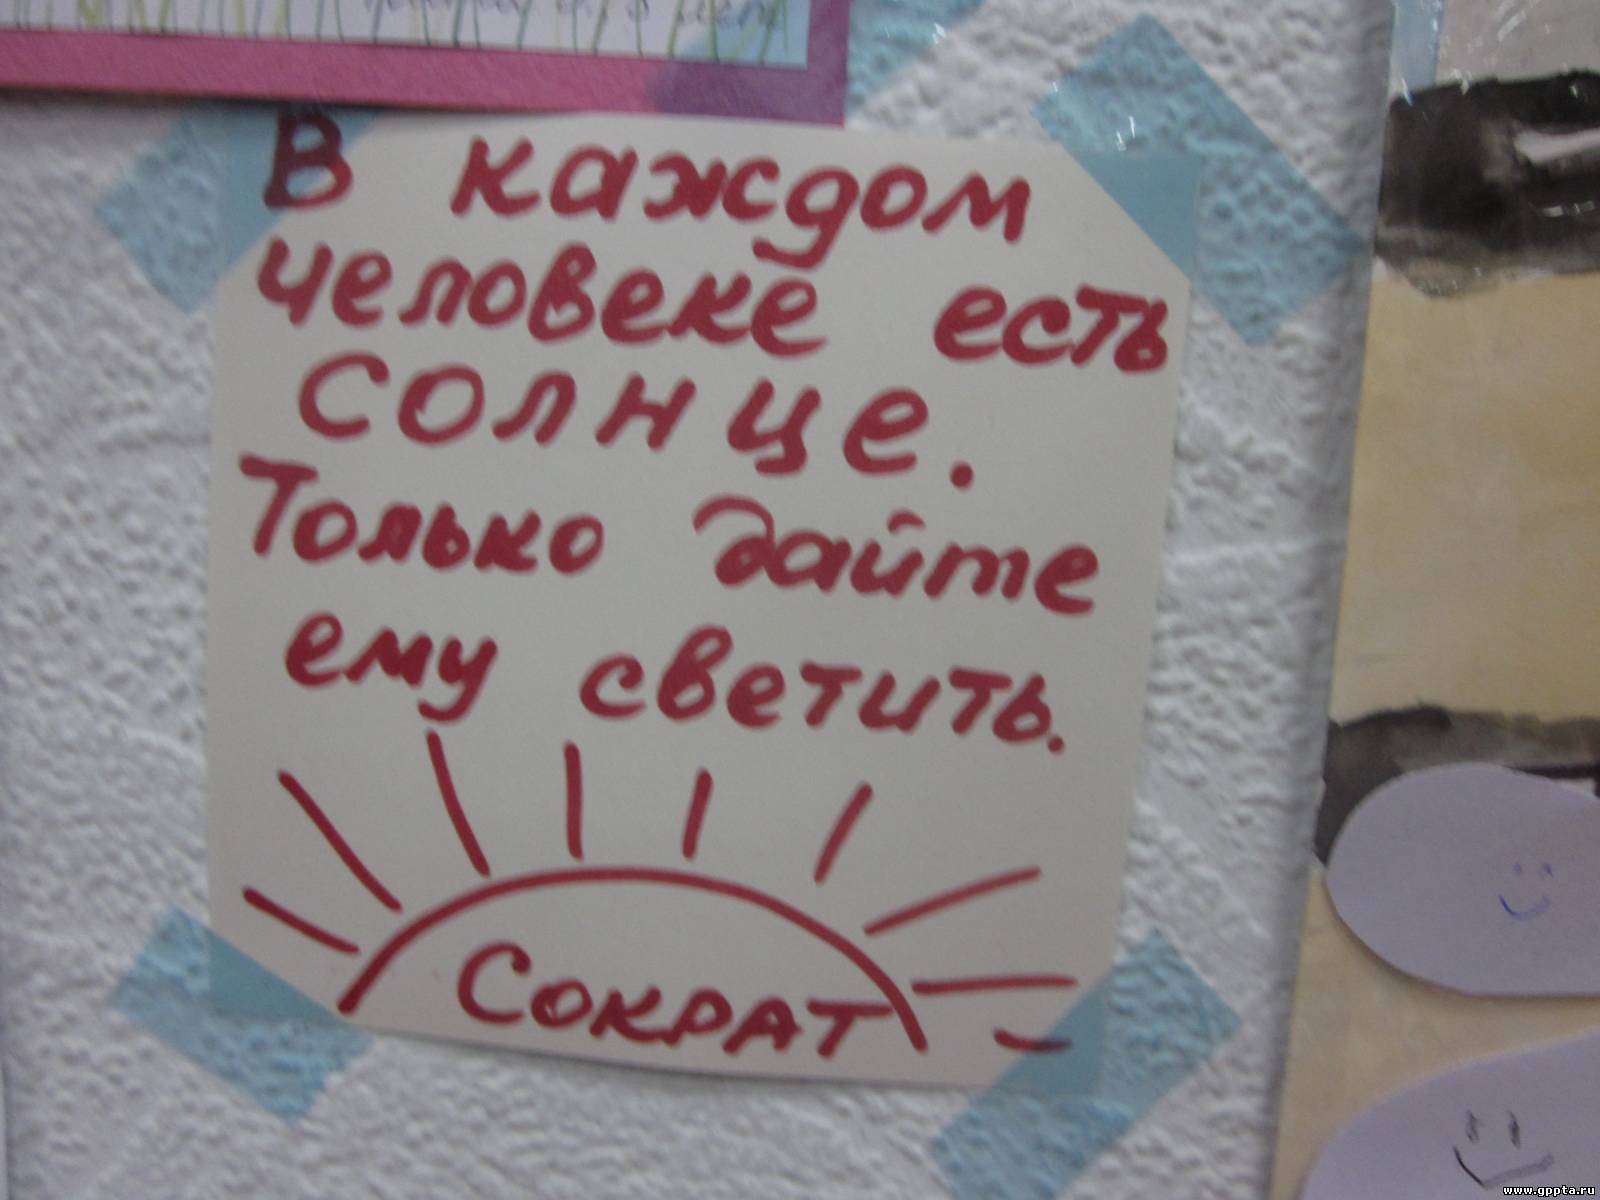 В каждом
человеке есть
солнце.
Только дайте
ему светить.
Сократ
www.gppta.ru